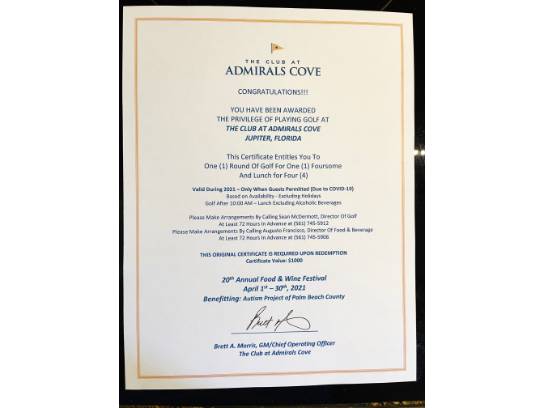 THE CLUB AT
ADMIRALS COVE
CONGRATULATIONS!!!
YOU HAVE BEEN AWARDED
THE PRIVILEGE OF PLAYING GOLF AT
THE CLUB AT ADMIRALS COVE
JUPITER, FLORIDA
This Certificate Entitles You To
One (1) Round Of Golf For One (1) Foursome
And Lunch for Four (4)
Valid During 2021 – Only When Guests Permitted (Due to COVID-19)
Based on Availability - Excluding Holidays
Golf After 10:00 AM – Lunch Excluding Alcoholic Beverages
Please Make Arrangements By Calling Sean McDermott, Director Of Golf
At Least 72 Hours In Advance at (561) 745-5912
Please Make Arrangements By Calling Augusto Francisco, Director Of Food & Beverage
At Least 72 Hours In Advance at (561) 745-5906
THIS ORIGINAL CERTIFICATE IS REQUIRED UPON REDEMPTION
Certificate Value: $1000
20th Annual Food & Wine Festival
April 1st – 30th, 2021
Benefitting: Autism Project of Palm Beach County
Brett A. Morris, GM/Chief Operating Officer
The Club at Admirals Cove